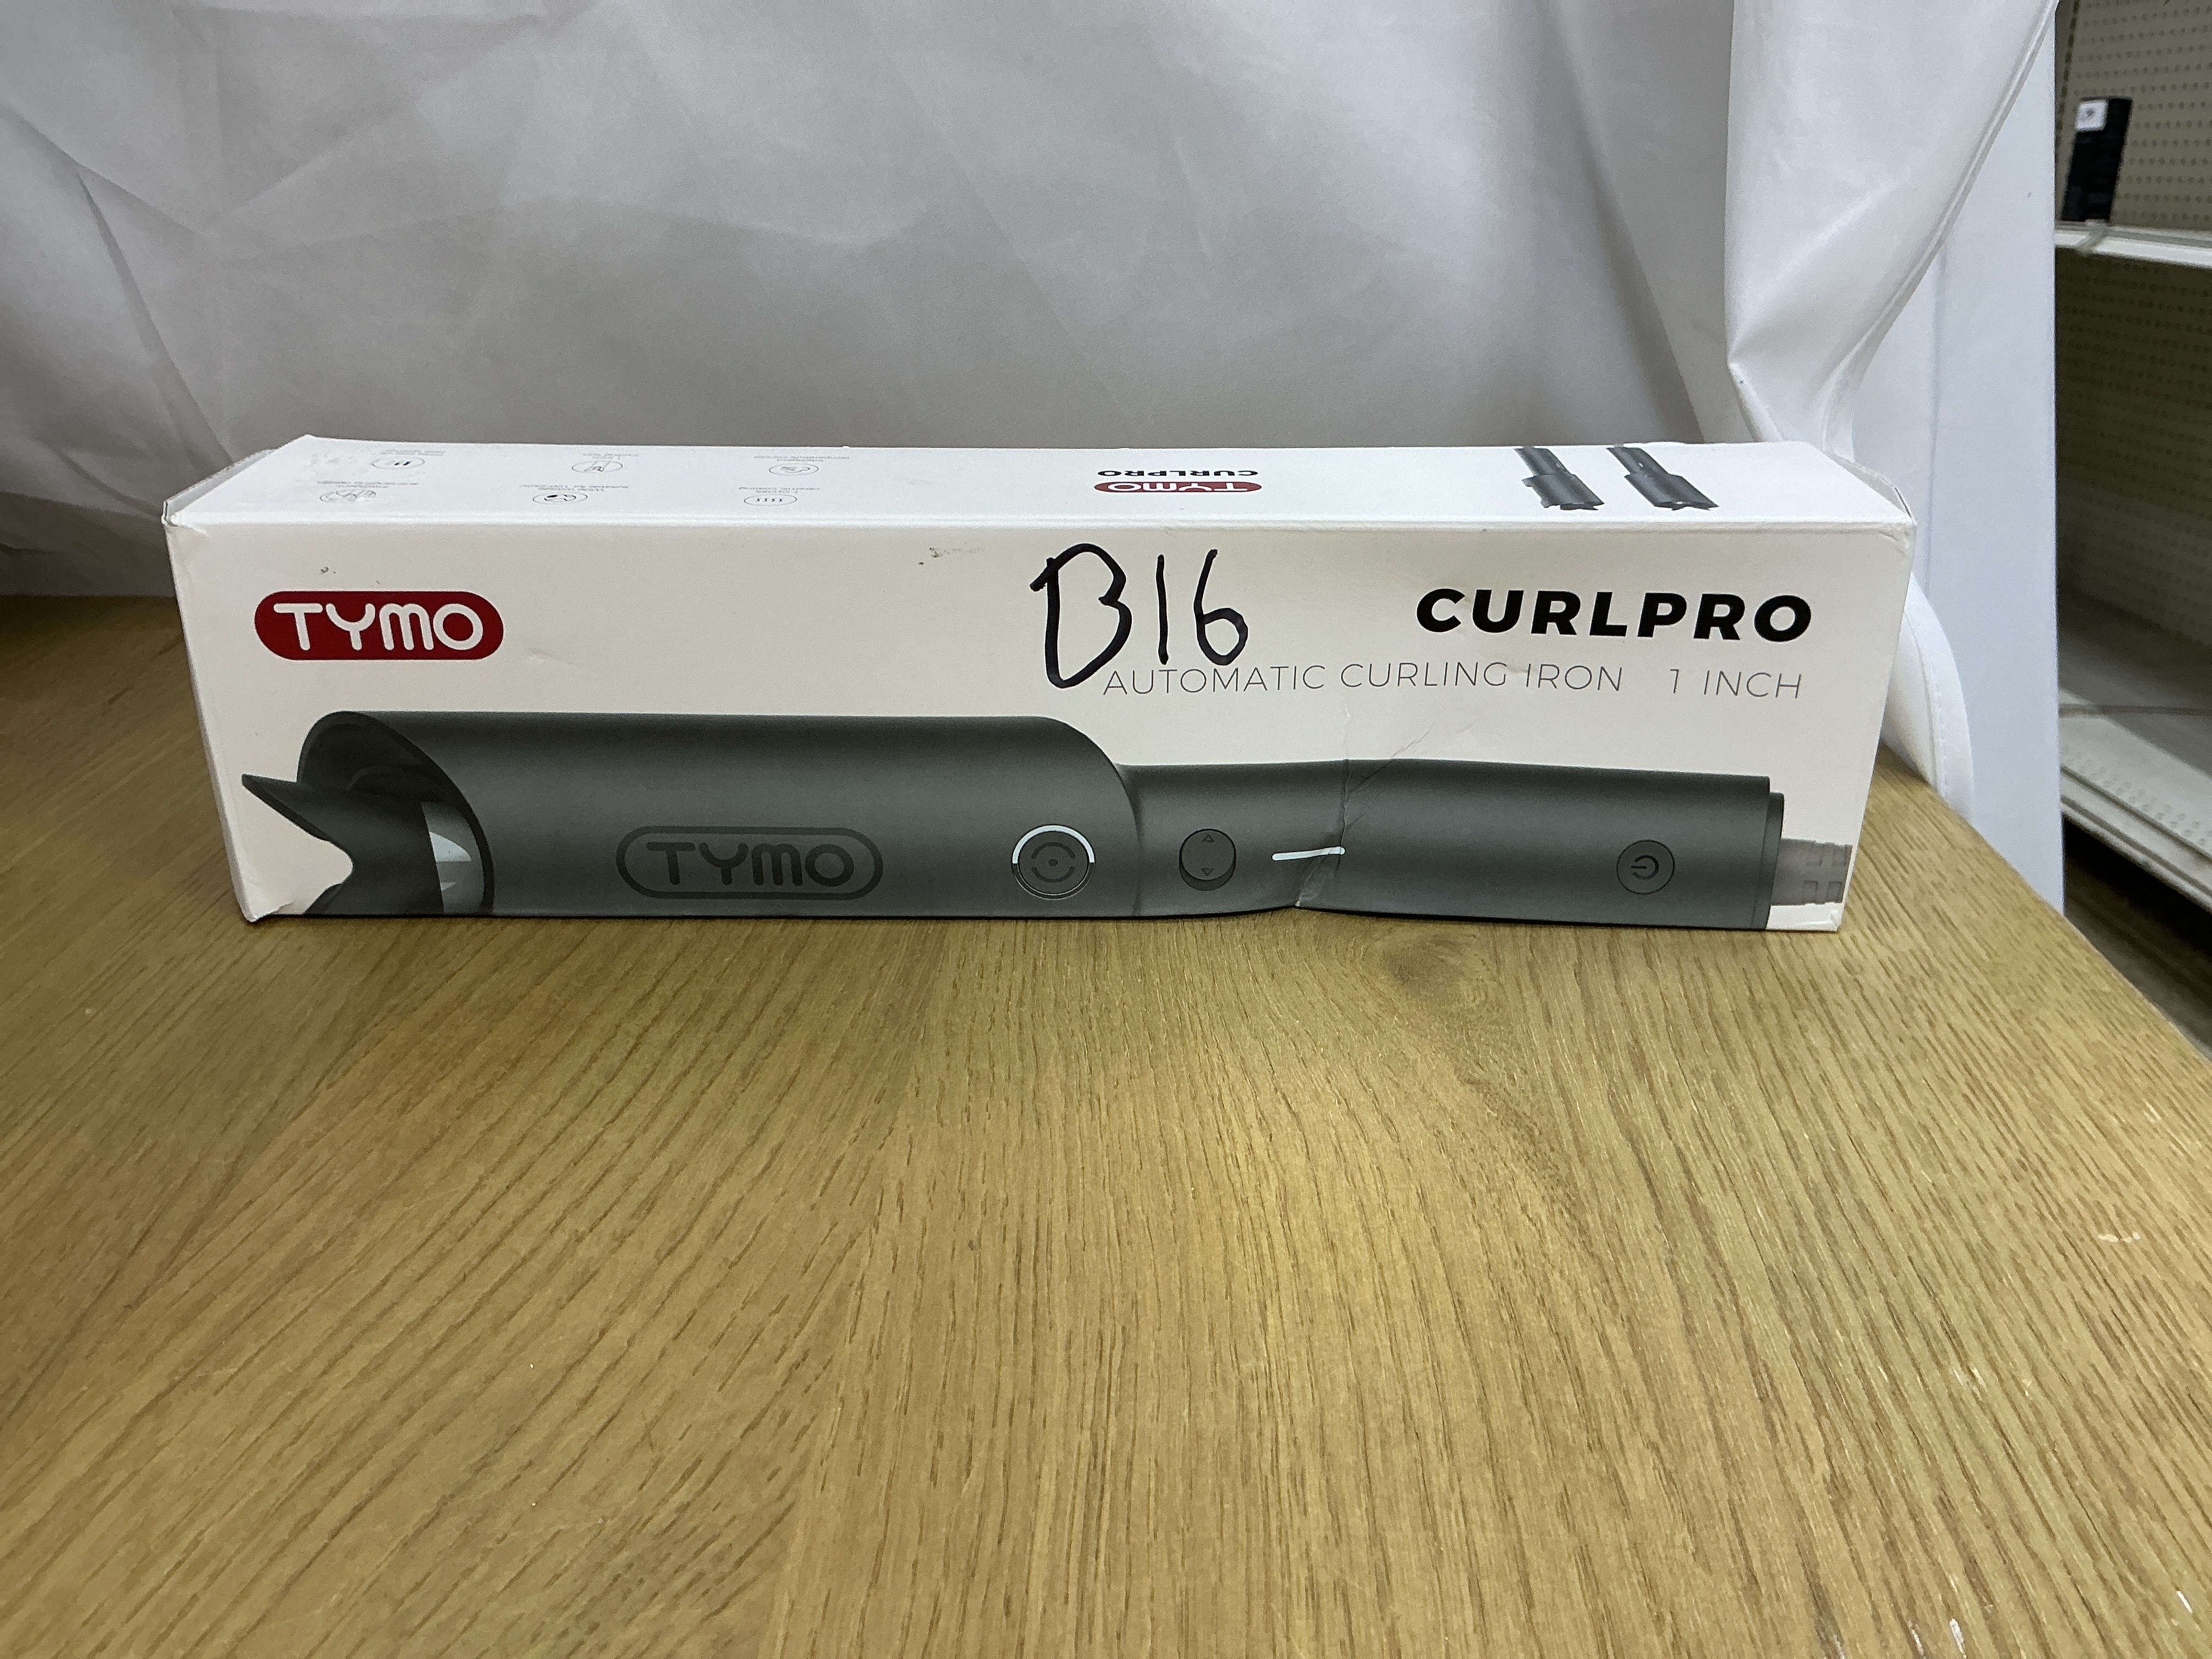 TYMO
CURLPRO
TYMO
B16
CURLPRO
AUTOMATIC CURLING IRON 1 INCH
TYMO